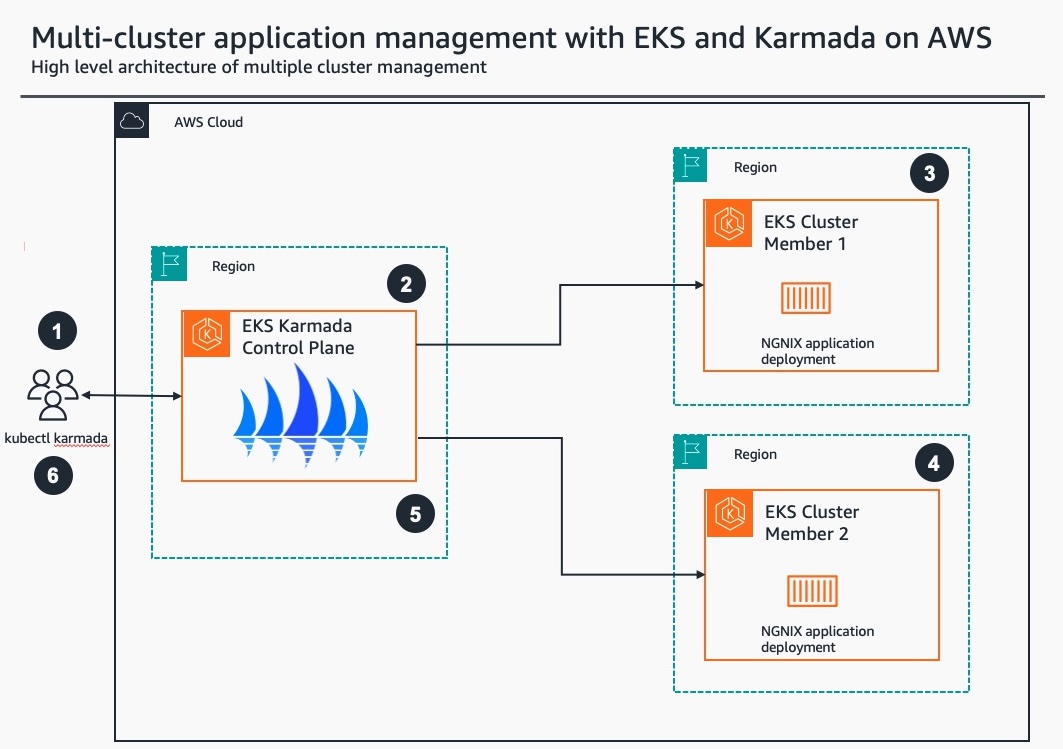 Multi-cluster application management with EKS and Karmada on AWS
High level architecture of multiple cluster management
AWS Cloud
Region
3
EKS Cluster
Member 1
NGNIX application
deployment
Region
2
EKS Karmada
Control Plane
5
1
kubectl karmada
6
Region
4
EKS Cluster
Member 2
NGNIX application
deployment
K
K
K